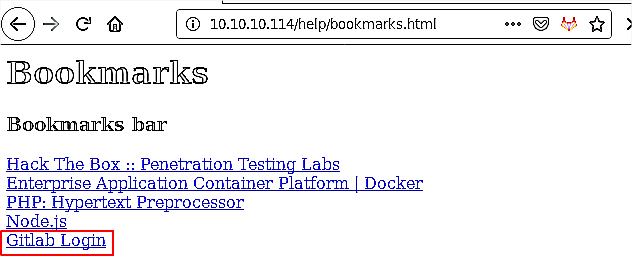 10.10.10.114/help/bookmarks.html
Bookmarks
Bookmarks bar
Hack The Box :: Penetration Testing Labs
Enterprise Application Container Platform | Docker
PHP: Hypertext Preprocessor
Node.js
Gitlab Login